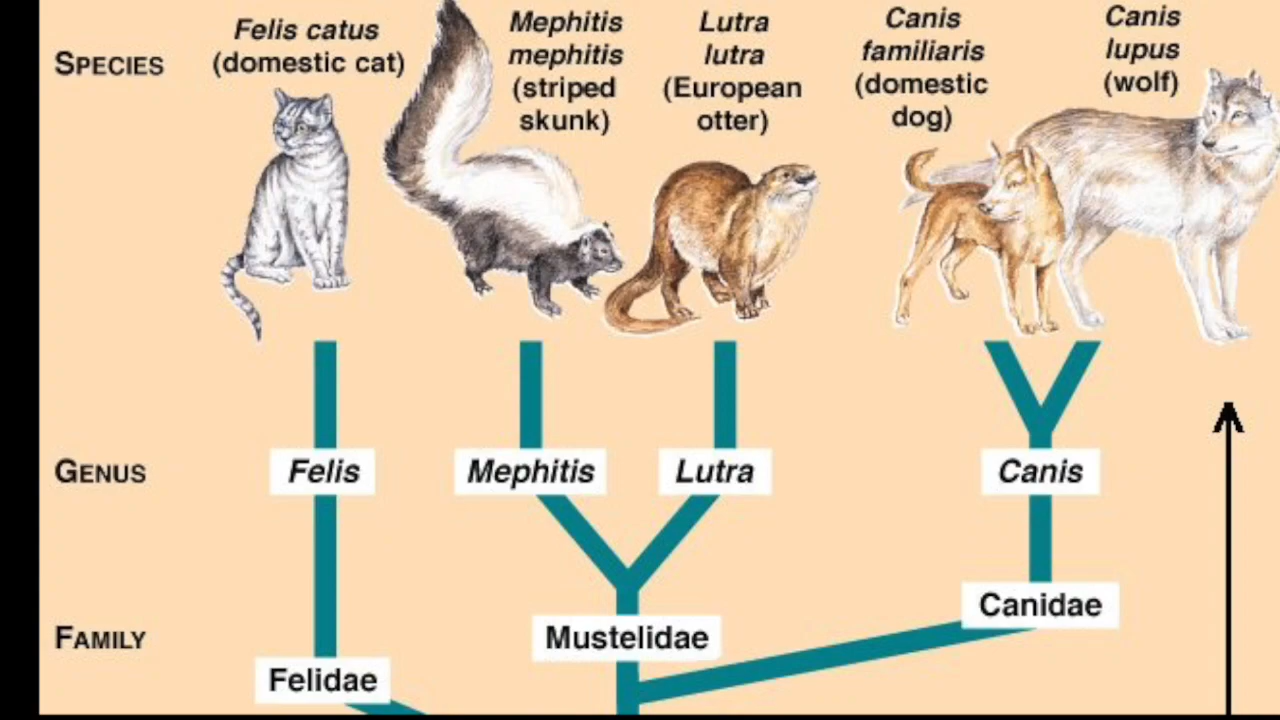 SPECIES
Felis catus
(domestic cat)
Mephitis
mephitis
(striped
skunk)
Lutra
lutra
(European
otter)
Canis
familiaris
(domestic
dog)
Canis
lupus
(wolf)
GENUS
Felis
Mephitis
Lutra
Canis
FAMILY
Felidae
Mustelidae
Canidae